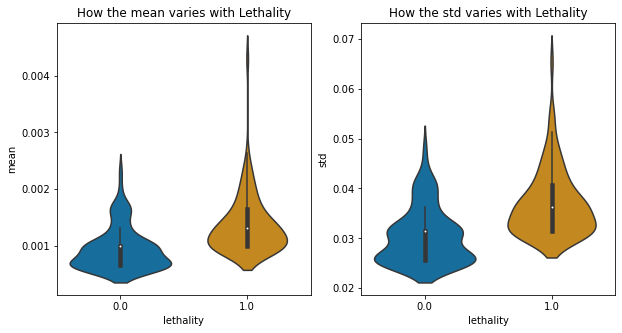 How the mean varies with Lethality
mean
0.004
0.003
0.002
0.001
0.0
1.0
lethality
How the std varies with Lethality
std
0.07
0.06
0.05
0.04
0.03
0.02
0.0
1.0
lethality